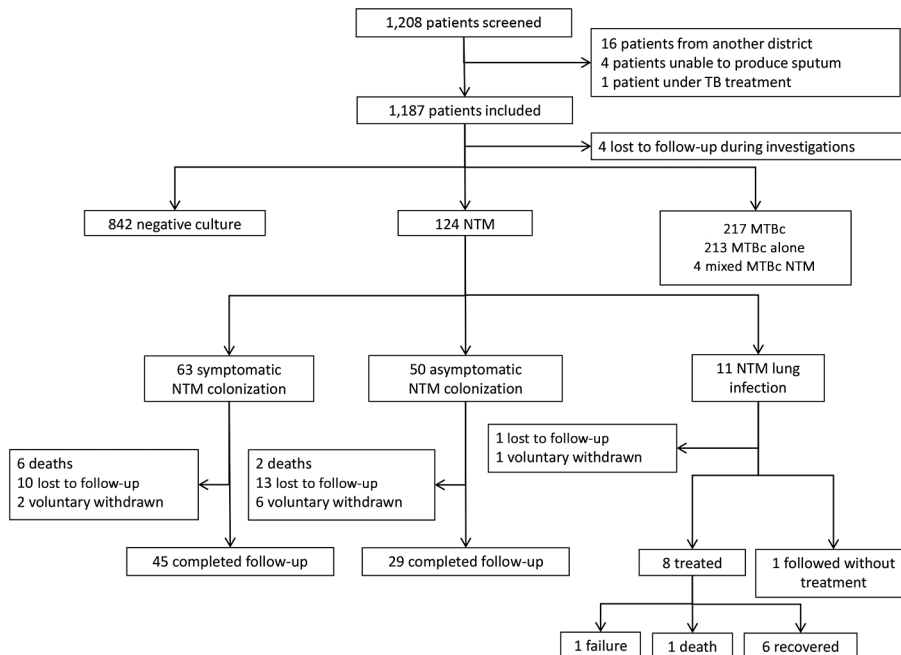 1,208 patients screened
16 patients from another district
4 patients unable to produce sputum
1 patient under TB treatment
1,187 patients included
4 lost to follow-up during investigations
842 negative culture
124 NTM
217 MTBc
213 MTBc alone
4 mixed MTBc NTM
63 symptomatic
NTM colonization
50 asymptomatic
NTM colonization
11 NTM lung
infection
6 deaths
10 lost to follow-up
2 voluntary withdrawn
2 deaths
13 lost to follow-up
6 voluntary withdrawn
1 lost to follow-up
1 voluntary withdrawn
45 completed follow-up
29 completed follow-up
8 treated
1 followed without
treatment
1 failure
1 death
6 recovered